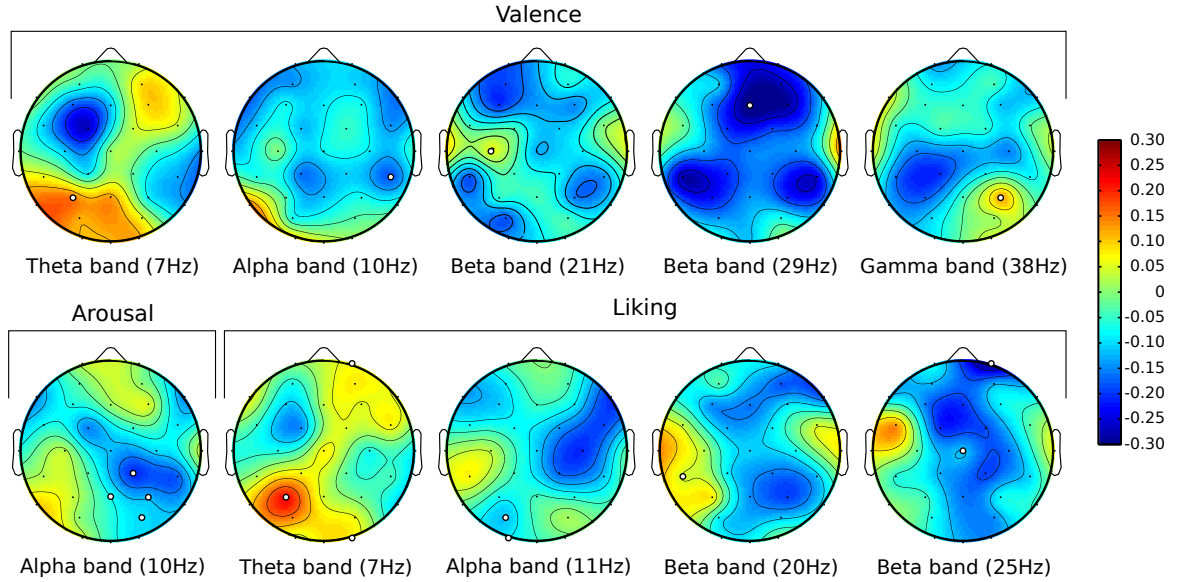 Valence
Theta band (7Hz)
Alpha band (10Hz)
Beta band (21Hz)
Beta band (29Hz)
Gamma band (38Hz)
0.30
0.25
0.20
0.15
0.10
0.05
0
-0.05
-0.10
-0.15
-0.20
-0.25
-0.30
Arousal
Liking
Alpha band (10Hz)
Theta band (7Hz)
Alpha band (11Hz)
Beta band (20Hz)
Beta band (25Hz)